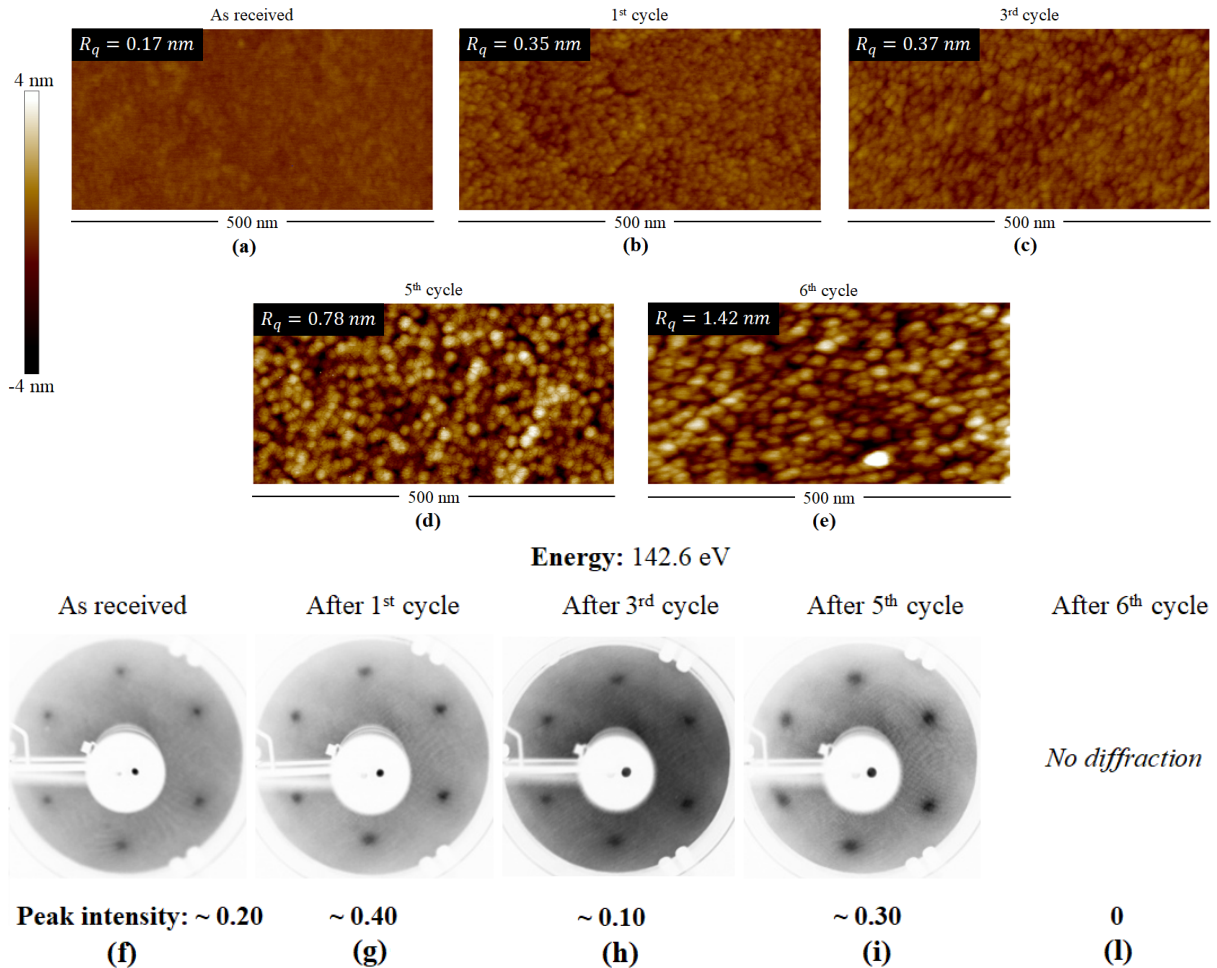 As received
1st cycle
3rd cycle
Rq = 0.17 nm
Rq = 0.35 nm
Rq = 0.37 nm
4 nm
-4 nm
500 nm
500 nm
500 nm
(a)
(b)
(c)
5th cycle
6th cycle
Rq = 0.78 nm
Rq = 1.42 nm
500 nm
500 nm
(d)
(e)
Energy: 142.6 eV
As received
After 1st cycle
After 3rd cycle
After 5th cycle
After 6th cycle
No diffraction
Peak intensity: ~ 0.20
~ 0.40
~ 0.10
~ 0.30
0
(f)
(g)
(h)
(i)
(l)